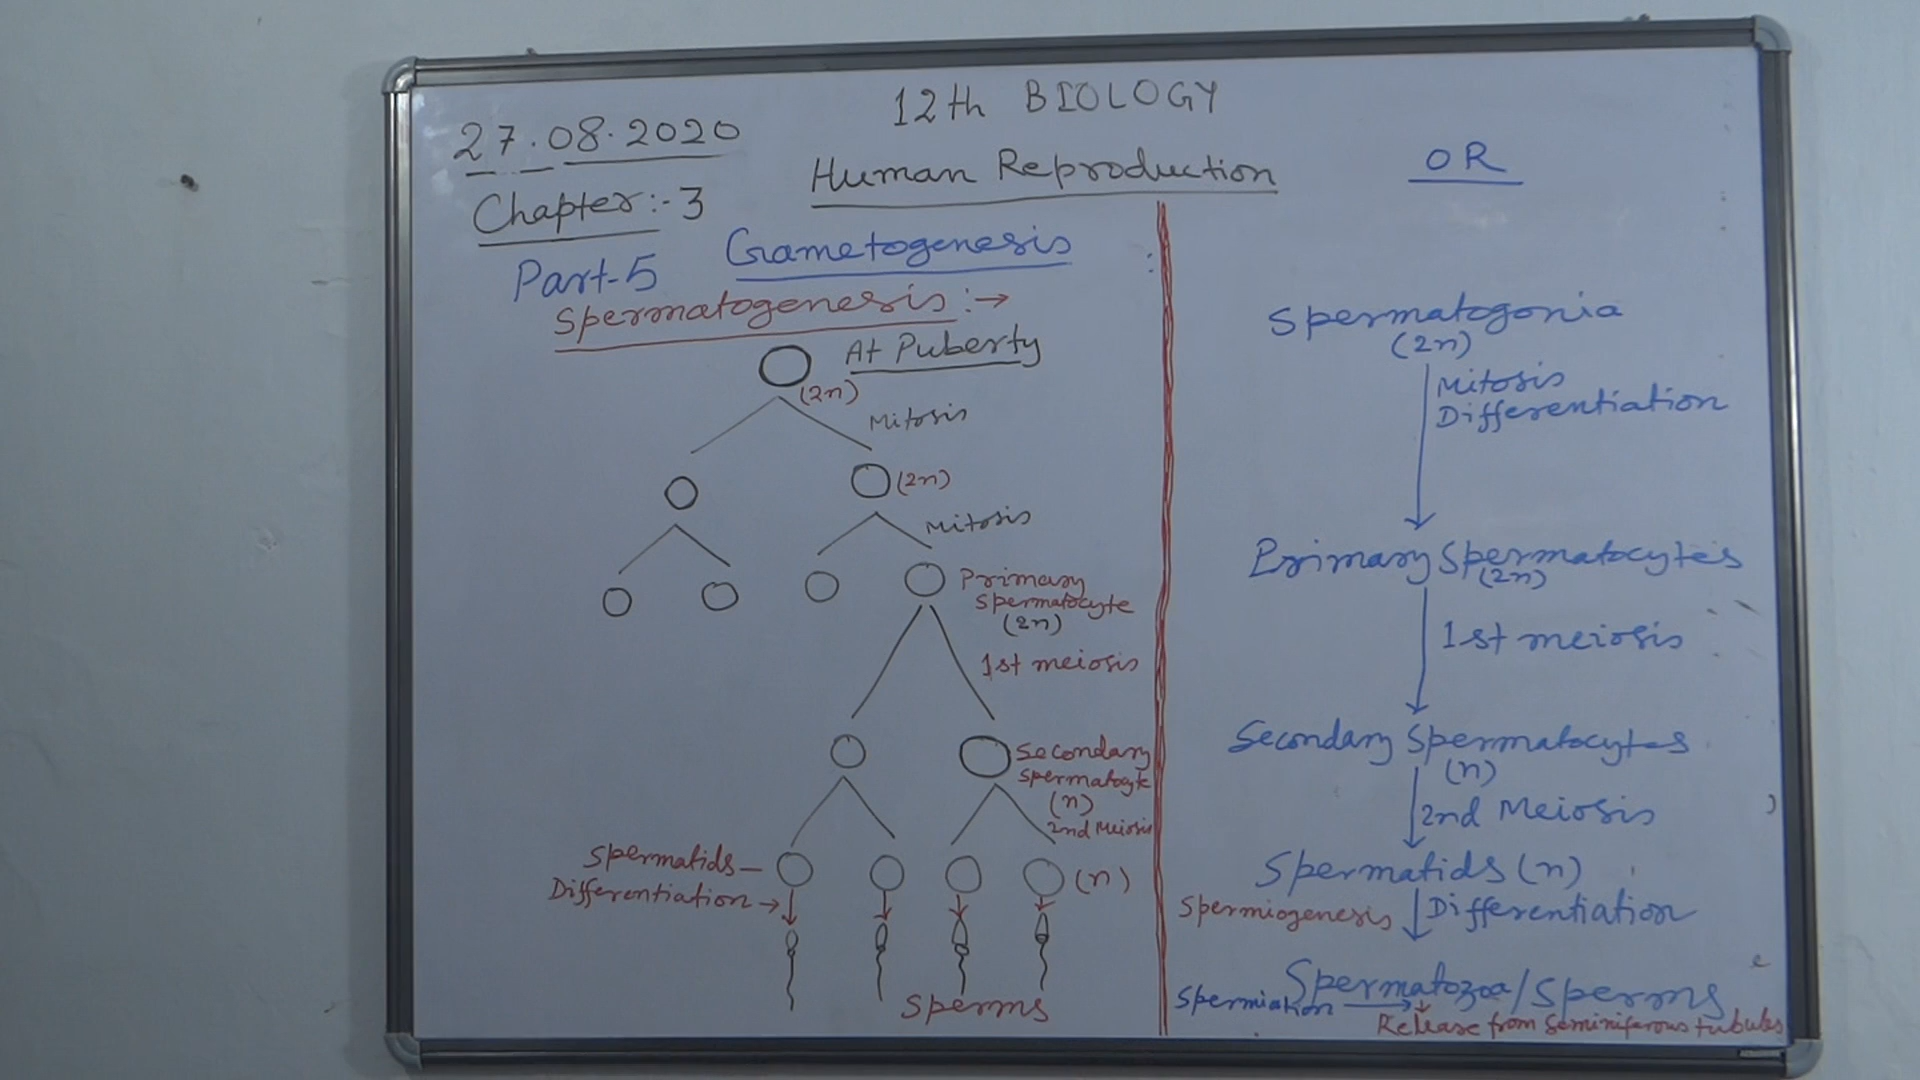 12th BIOLOGY
27.08.2020
Human Reproduction
Chapter:-3
Gametogenesis
Part-5
Spermatogenesis:→
At Puberty
(2n)
Mitosis
(2n)
Mitosis
Primary
Spermatocyte
(2n)
1st meiosis
Secondary
Spermatocyte
(n)
2nd Meiosis
Spermatids
(n)
Differentiation →
Sperms
OR
Spermatogonia
(2n)
Mitosis
Differentiation
Primary Spermatocytes
(2n)
1st meiosis
Secondary Spermatocytes
(n)
2nd Meiosis
Spermatids (n)
Spermiogenesis Differentiation
Spermatozoa/Sperms
Spermiation →
Release from Seminiferous tubules